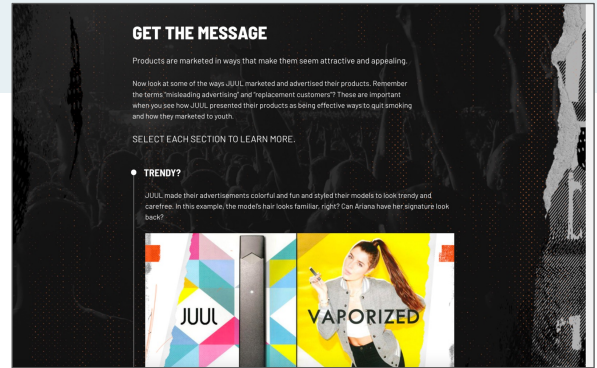 GET THE MESSAGE
Products are marketed in ways that make them seem attractive and appealing.
Now look at some of the ways JUUL marketed and advertised their products. Remember
the terms "misleading advertising" and "replacement customers"? These are important
when you see how JUUL presented their products as being effective ways to quit smoking
and how they marketed to youth.
SELECT EACH SECTION TO LEARN MORE.
TRENDY?
JUUL made their advertisements colorful and fun and styled their models to look trendy and
carefree. In this example, the model's hair looks familiar, right? Can Ariana have her signature look
back?
JUUL
VAPORIZED